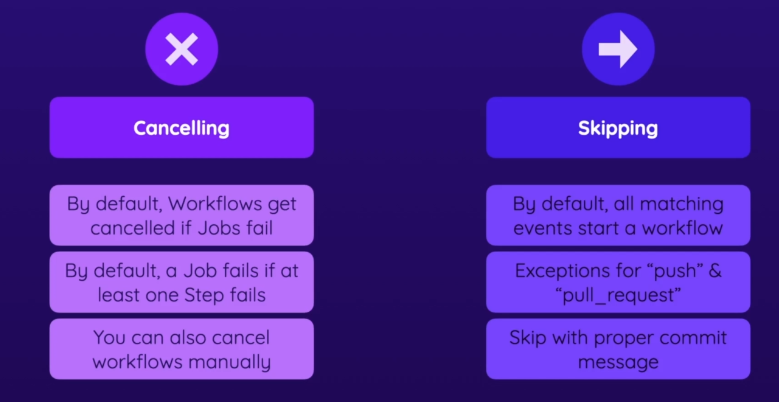 Cancelling
By default, Workflows get
cancelled if Jobs fail
By default, a Job fails if at
least one Step fails
You can also cancel
workflows manually
Skipping
By default, all matching
events start a workflow
Exceptions for “push” &
“pull_request”
Skip with proper commit
message